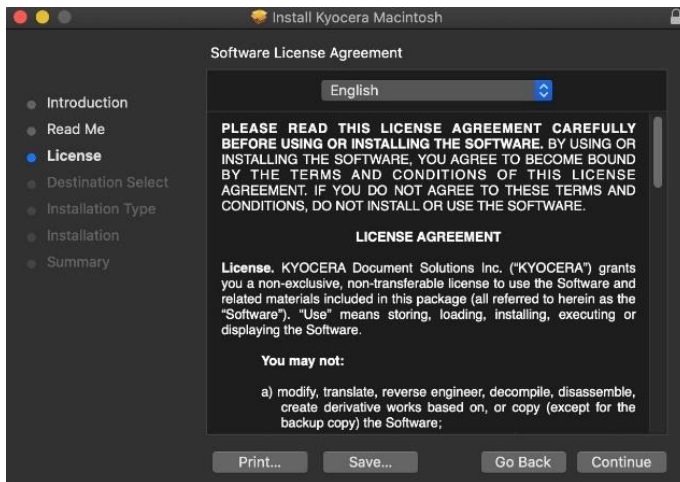 Install Kyocera Macintosh
Software License Agreement
Introduction
Read Me
License
Destination Select
Installation Type
Installation
Summary
English
PLEASE READ THIS LICENSE AGREEMENT CAREFULLY
BEFORE USING OR INSTALLING THE SOFTWARE. BY USING OR
INSTALLING THE SOFTWARE, YOU AGREE TO BECOME BOUND
BY THE TERMS AND CONDITIONS OF THIS LICENSE
AGREEMENT. IF YOU DO NOT AGREE TO THESE TERMS AND
CONDITIONS, DO NOT INSTALL OR USE THE SOFTWARE.
LICENSE AGREEMENT
License. KYOCERA Document Solutions Inc. (“KYOCERA”) grants
you a non-exclusive, non-transferable license to use the Software and
related materials included in this package (all referred to herein as the
“Software”). “Use” means storing, loading, installing, executing or
displaying the Software.
You may not:
a) modify, translate, reverse engineer, decompile, disassemble,
create derivative works based on, or copy (except for the
backup copy) the Software;
Print...
Save...
Go Back
Continue